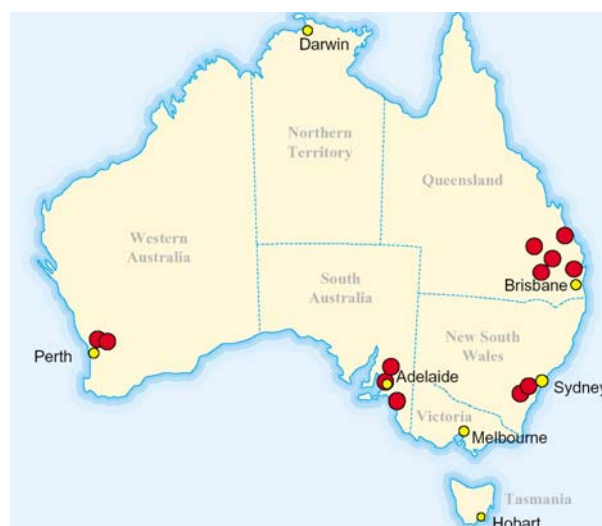 Darwin
Northern
Territory
Queensland
Western
Australia
South
Australia
Brisbane
New South
Wales
Perth
Adelaide
Sydney
Victoria
Melbourne
Tasmania
Hobart